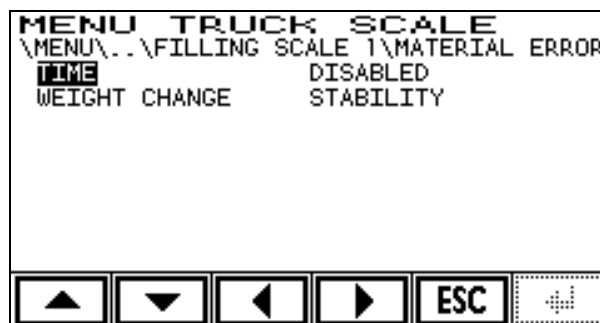 MENU TRUCK SCALE
\MENU\..\FILLING SCALE 1\MATERIAL ERROR
TIME DISABLED
WEIGHT CHANGE STABILITY
ESC